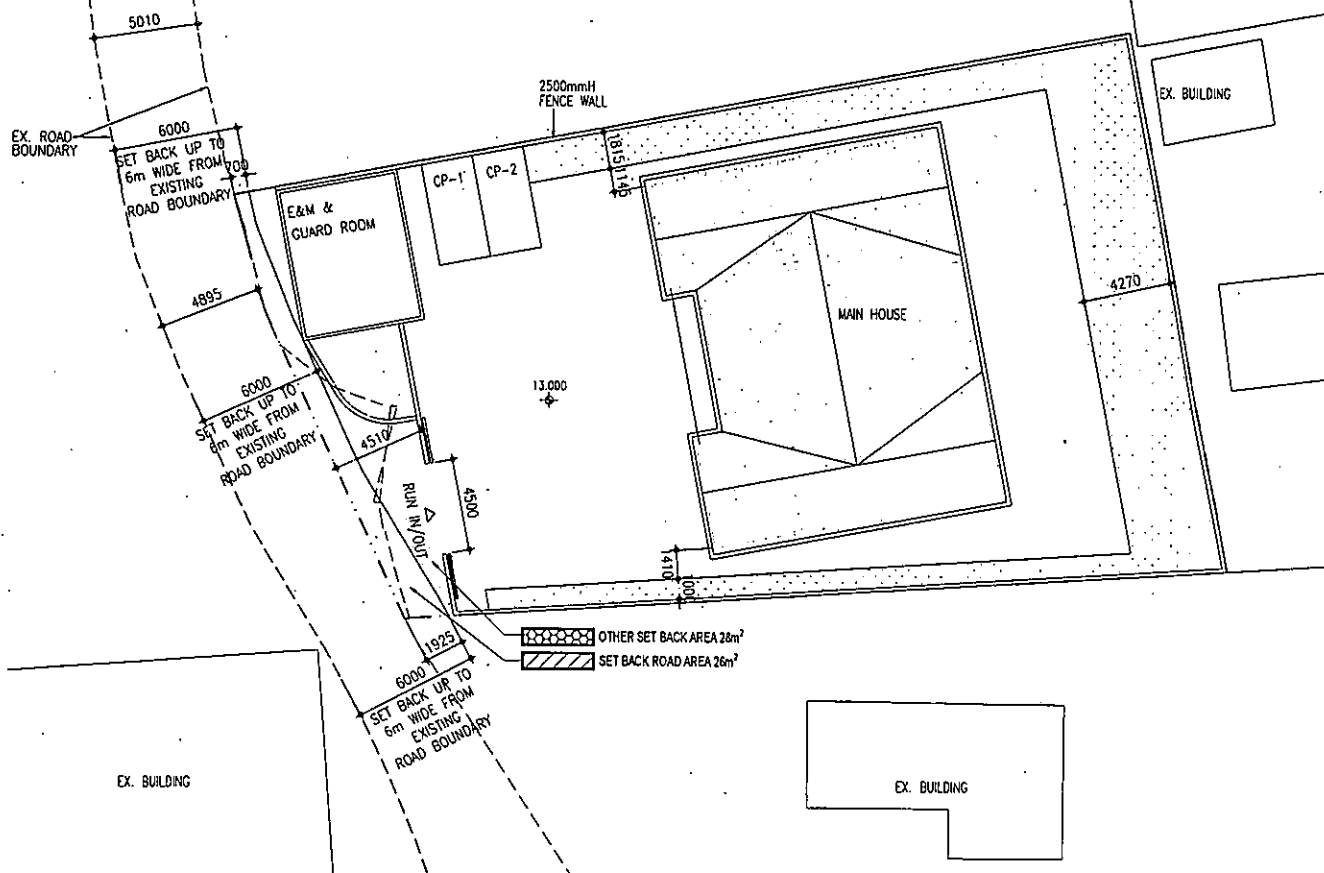 5010
2500mmH
FENCE WALL
EX. BUILDING
EX. ROAD
BOUNDARY
6000
SET BACK UP TO
6m WIDE FROM
EXISTING
ROAD BOUNDARY
700
1815
1145
CP-1
CP-2
E&M &
GUARD ROOM
4895
4270
MAIN HOUSE
13.000
6000
SET BACK UP TO
6m WIDE FROM
EXISTING
ROAD BOUNDARY
4510
4500
RUN IN/OUT
1410
1000
OTHER SET BACK AREA 28m²
SET BACK ROAD AREA 26m²
1925
6000
SET BACK UP TO
6m WIDE FROM
EXISTING
ROAD BOUNDARY
EX. BUILDING
EX. BUILDING